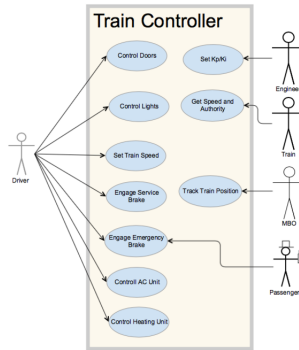 Train Controller
Control Doors
Set Kp/Ki
Enginee
Control Lights
Get Speed and
Authority
Train
Driver
Set Train Speed
Engage Service
Brake
Track Train Position
MBO
Engage Emergency
Brake
Passenger
Controll AC Unit
Control Heating Unit